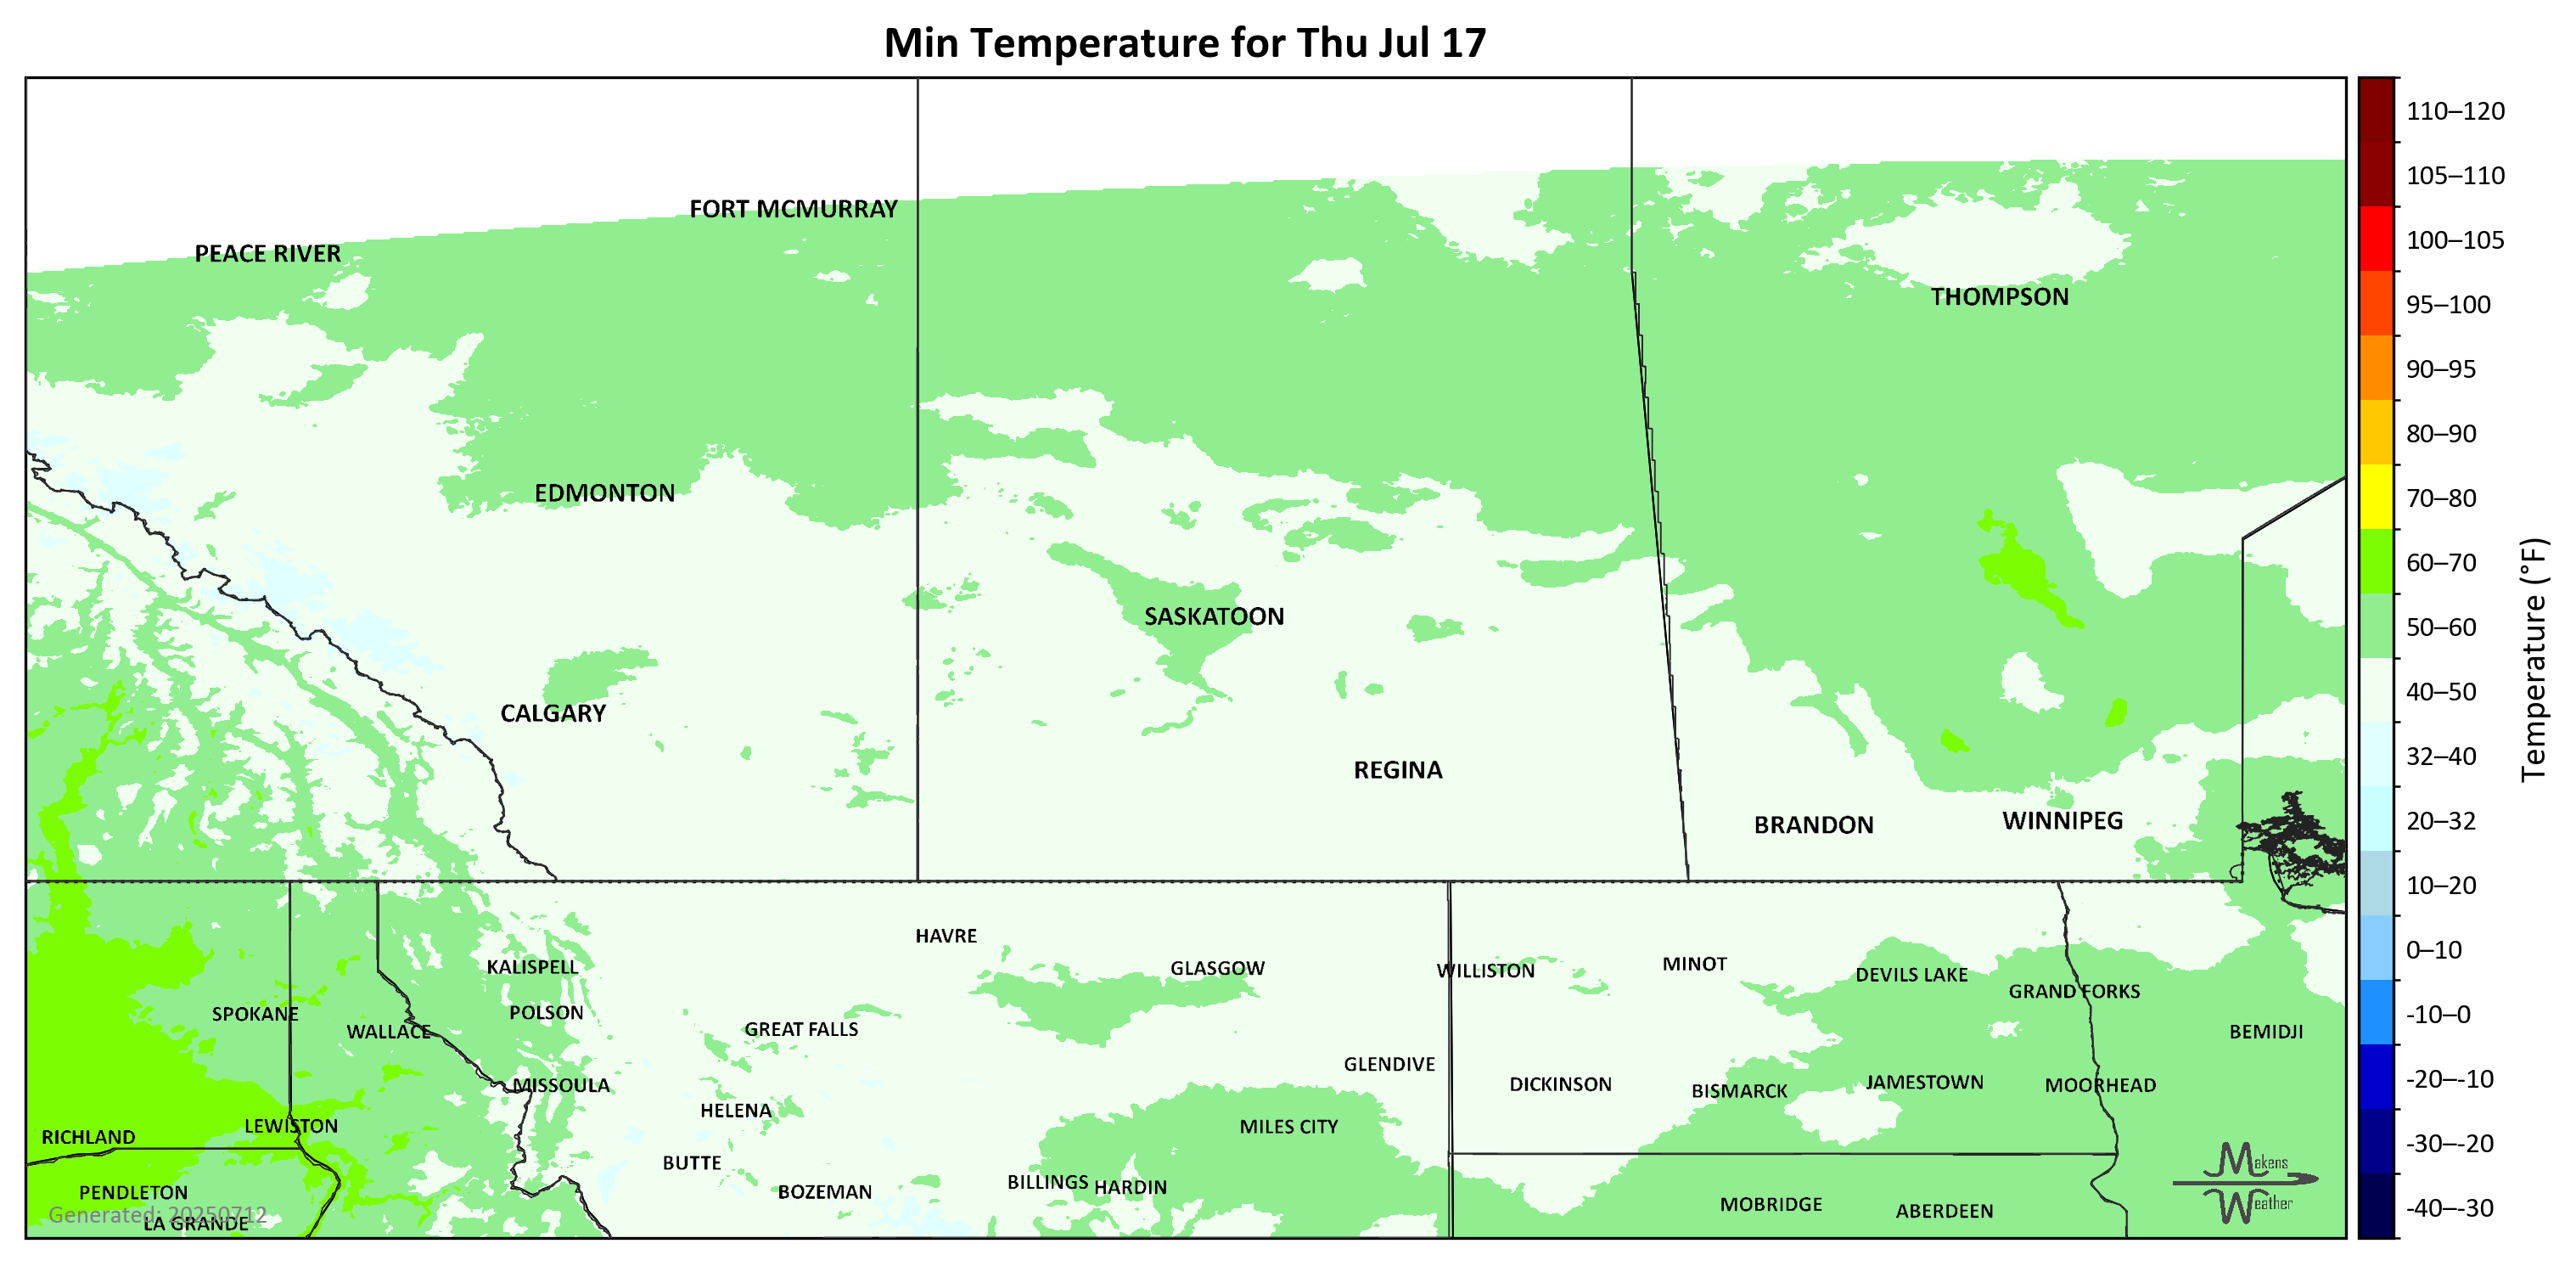 Min Temperature for Thu Jul 17
FORT MCMURRAY
PEACE RIVER
THOMPSON
EDMONTON
SASKATOON
CALGARY
REGINA
BRANDON
WINNIPEG
HAVRE
KALISPELL
GLASGOW
WILLISTON
MINOT
DEVILS LAKE
GRAND FORKS
SPOKANE
POLSON
WALLACE
GREAT FALLS
BEMIDJI
GLENDIVE
MISSOULA
DICKINSON
BISMARCK
JAMESTOWN
MOORHEAD
HELENA
LEWISTON
MILES CITY
RICHLAND
BUTTE
BILLINGS
HARDIN
PENDLETON
BOZEMAN
MOBRIDGE
ABERDEEN
Generated: 20250712
LA GRANDE
Makens
Weather
110–120
105–110
100–105
95–100
90–95
80–90
70–80
60–70
50–60
40–50
32–40
20–32
10–20
0–10
-10–0
-20–-10
-30–-20
-40–-30
Temperature (°F)